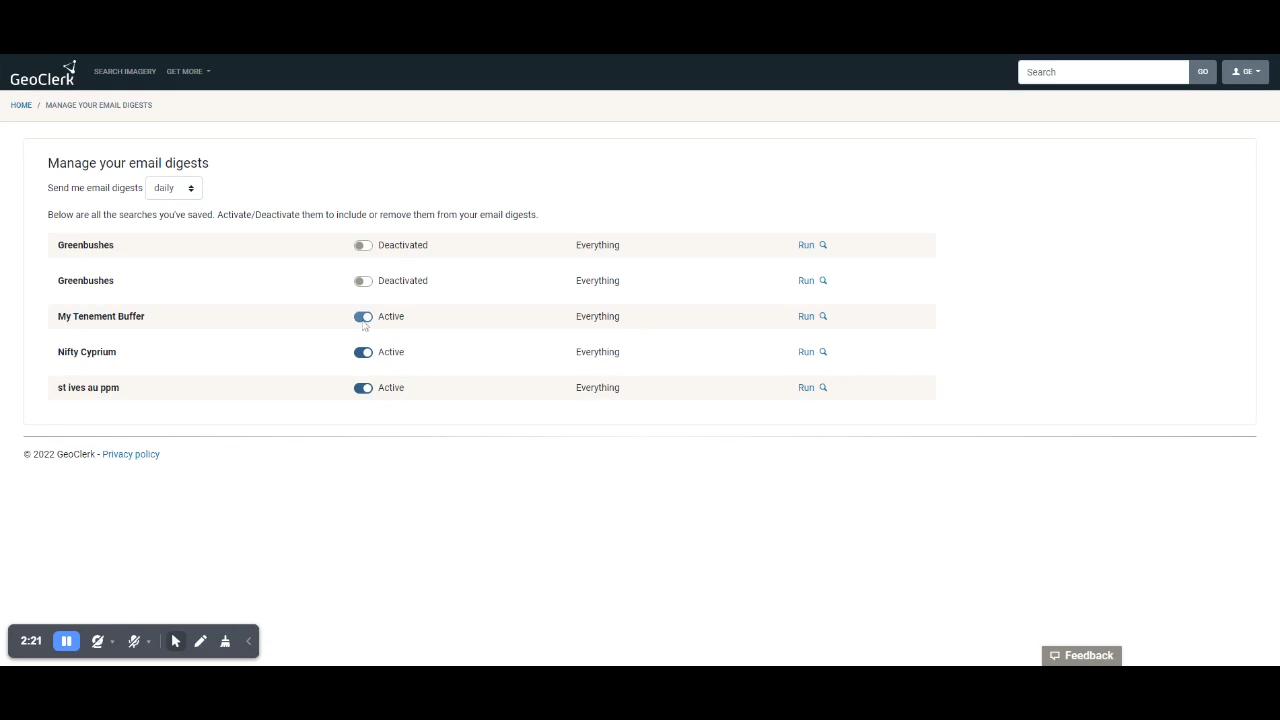 GeoClerk SEARCH IMAGERY GET MORE Search GO GE
HOME / MANAGE YOUR EMAIL DIGESTS
Manage your email digests
Send me email digests daily
Below are all the searches you've saved. Activate/Deactivate them to include or remove them from your email digests.
Greenbushes Deactivated Everything Run
Greenbushes Deactivated Everything Run
My Tenement Buffer Active Everything Run
Nifty Cyprium Active Everything Run
st ives au ppm Active Everything Run
© 2022 GeoClerk - Privacy policy
2:21
Feedback